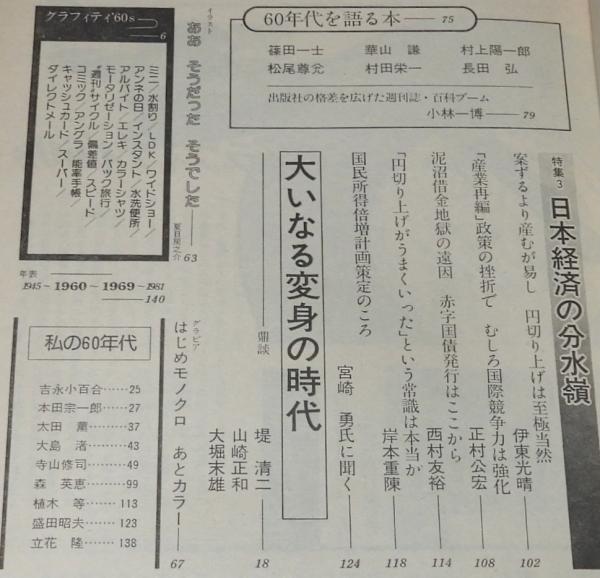 特集3 日本経済の分水嶺
案ずるより産むが易し 円切り上げは至極当然
伊東光晴 102
「産業再編」政策の挫折で むしろ国際競争力は強化
正村公宏 108
泥沼借金地獄の遠因 赤字国債発行はここから
西村友裕 114
「円切り上げがうまくいった」という常識は本当か
岸本重陳 118
国民所得倍増計画策定のころ
宮崎 勇氏に聞く 124
大いなる変身の時代
鼎談
堤 清二
山崎正和
大堀末雄
18
60年代を語る本 75
篠田一士 華山 謙 村上陽一郎
松尾尊兊 村田栄一 長田 弘
出版社の格差を広げた週刊誌・百科ブーム
小林一博 79
イラスト
ああ そうだった そうでした
夏目房之介 63
グラビア
はじめモノクロ あとカラー 67
グラフィティ'60s
6
ミニ/水割り/LDK/ワイドショー/
アンネの日/インスタント/水洗便所/
アルバイト/エレキ/カラーシャツ/
モータリゼーション/パック旅行/
"週刊"サイクル/偏差値/スピード/
コミック/アングラ/能率手帳/
キャッシュカード/スーパー/
ダイレクトメール
年表
1945~1960~1969~1981
140
私の60年代
吉永小百合……25
本田宗一郎……27
太田 薫……37
大島 渚……43
寺山修司……49
森 英恵……99
植木 等……113
盛田昭夫……123
立花 隆……138